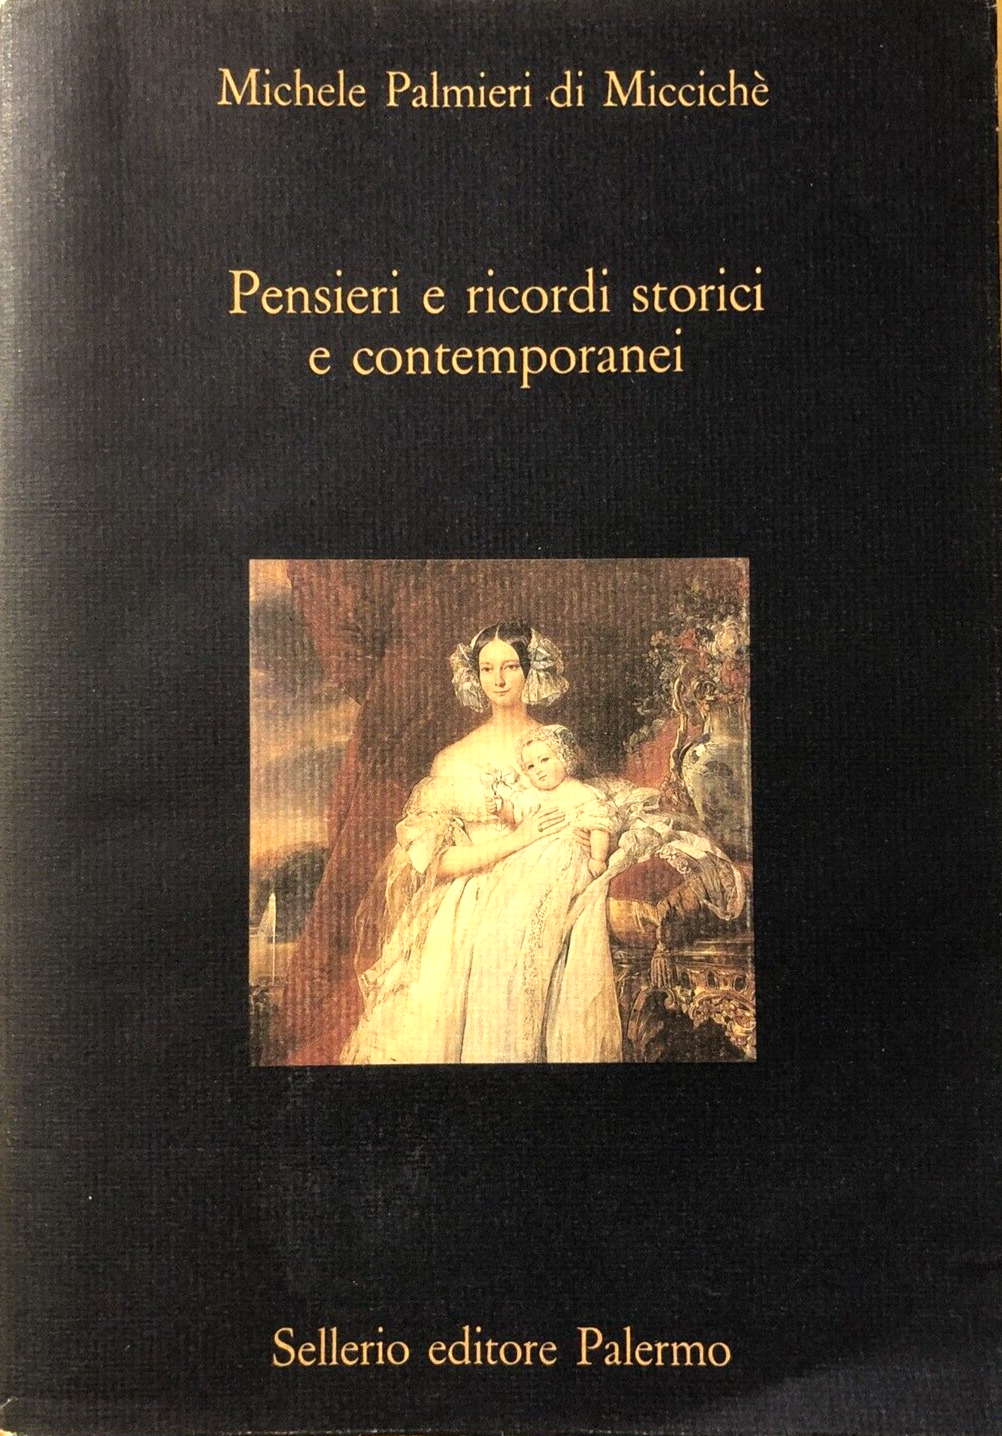 Michele Palmieri di Miccichè
Pensieri e ricordi storici
e contemporanei
Sellerio editore Palermo